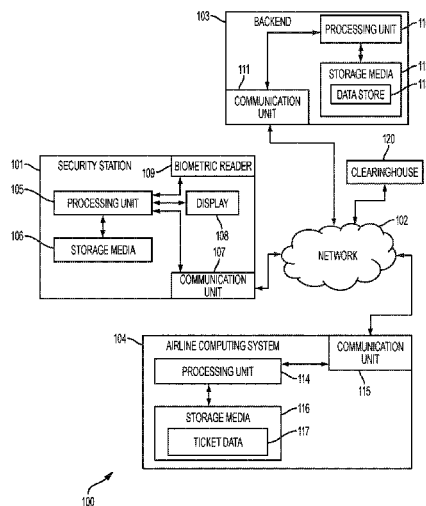 103
BACKEND
PROCESSING UNIT
11
111
STORAGE MEDIA
11
DATA STORE
11
COMMUNICATION
UNIT
120
CLEARINGHOUSE
101
SECURITY STATION
BIOMETRIC READER
109
105
PROCESSING UNIT
DISPLAY
108
106
STORAGE MEDIA
107
COMMUNICATION
UNIT
102
NETWORK
104
AIRLINE COMPUTING SYSTEM
COMMUNICATION
UNIT
115
PROCESSING UNIT
114
STORAGE MEDIA
116
TICKET DATA
117
100